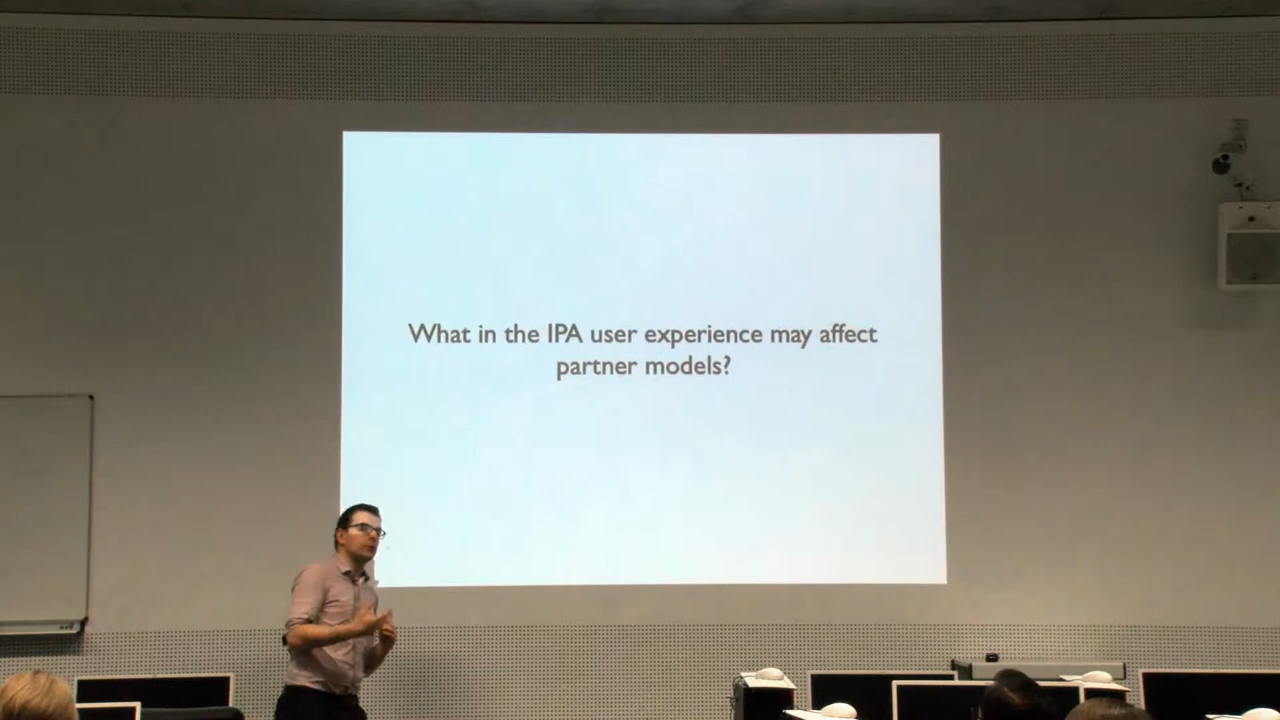 What in the IPA user experience may affect
partner models?